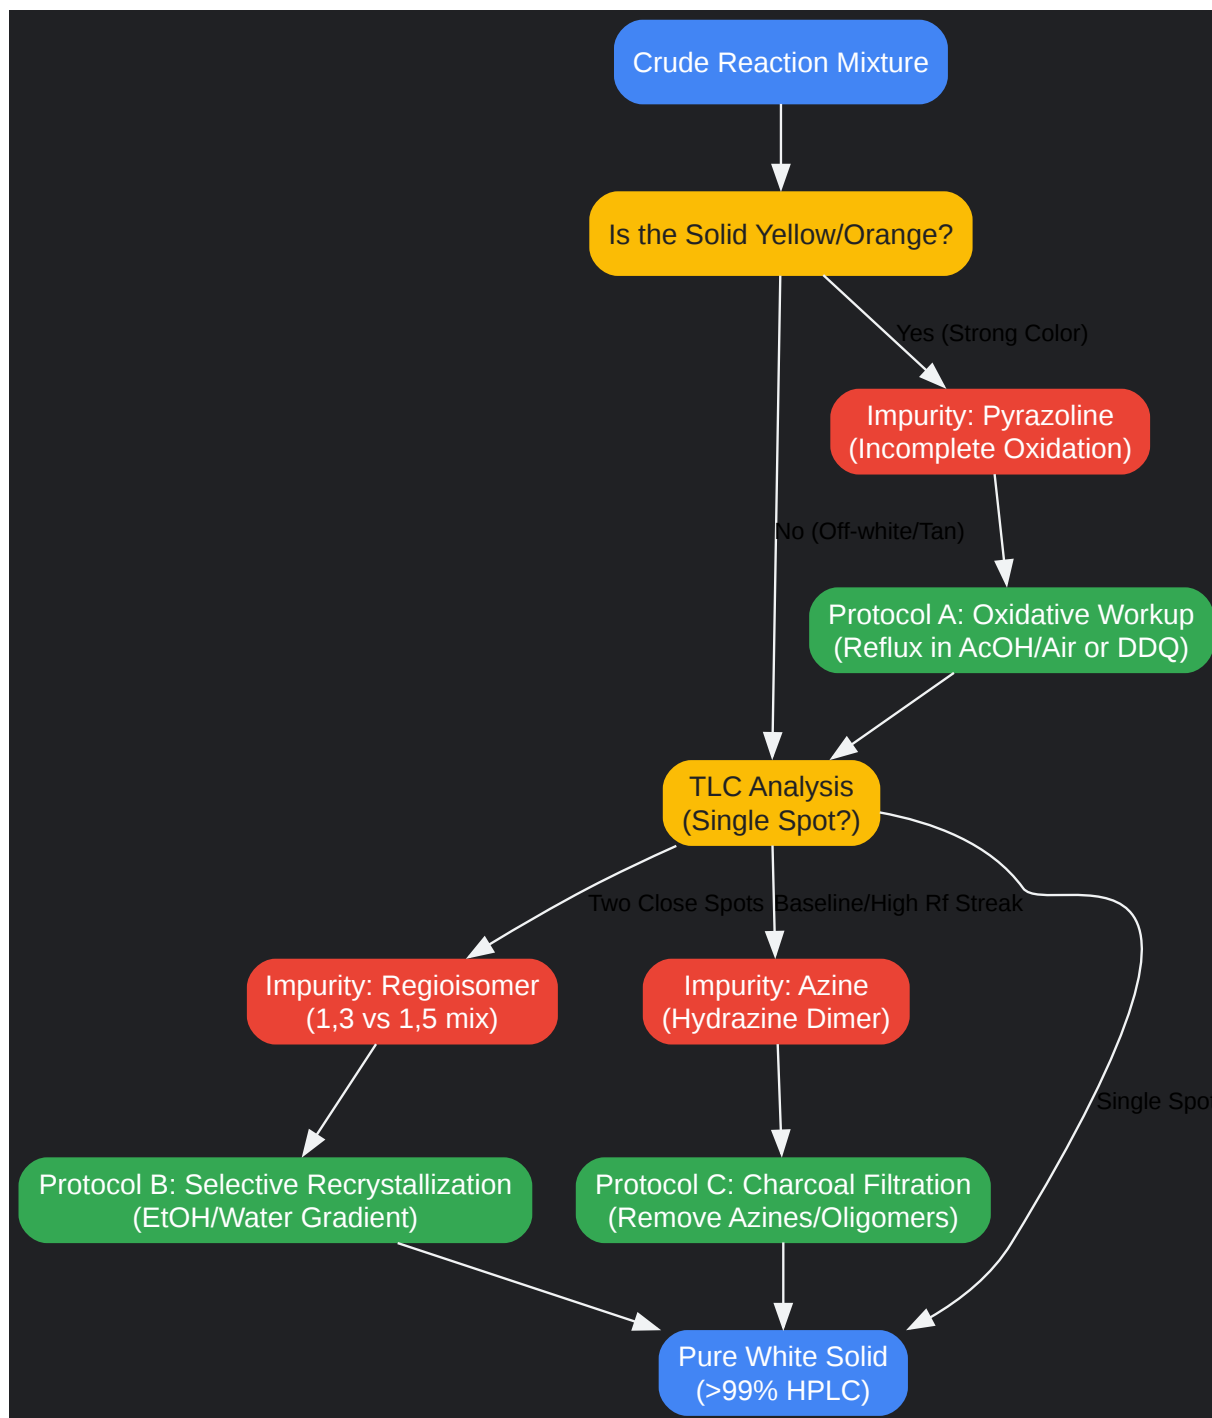 Crude Reaction Mixture
Is the Solid Yellow/Orange?
Yes (Strong Color)
Impurity: Pyrazoline
(Incomplete Oxidation)
No (Off-white/Tan)
Protocol A: Oxidative Workup
(Reflux in AcOH/Air or DDQ)
TLC Analysis
(Single Spot?)
Two Close Spots
Baseline/High Rf Streak
Impurity: Regioisomer
(1,3 vs 1,5 mix)
Impurity: Azine
(Hydrazine Dimer)
Single Spot
Protocol B: Selective Recrystallization
(EtOH/Water Gradient)
Protocol C: Charcoal Filtration
(Remove Azines/Oligomers)
Pure White Solid
(>99% HPLC)